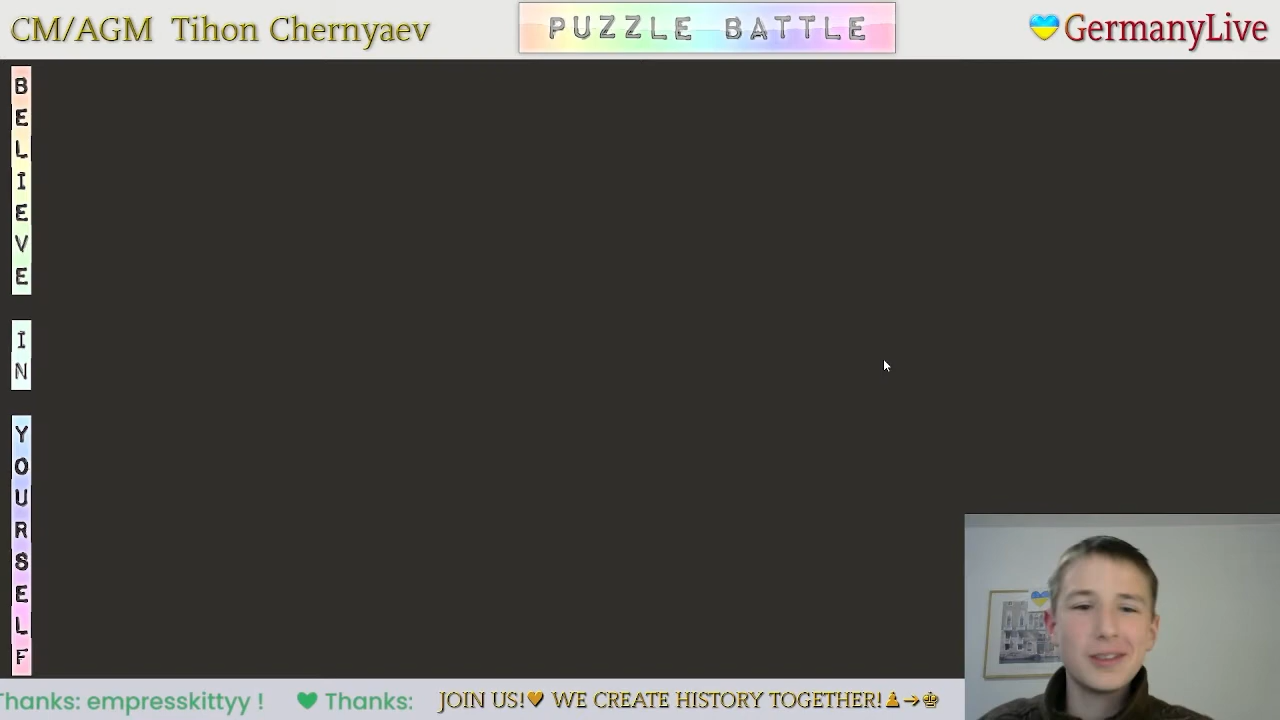 CM/AGM Tihon Chernyaev
PUZZLE BATTLE
GermanyLive
BELIEVE
IN
YOURSELF
Thanks: empresskittyy !
Thanks:
JOIN US! WE CREATE HISTORY TOGETHER!